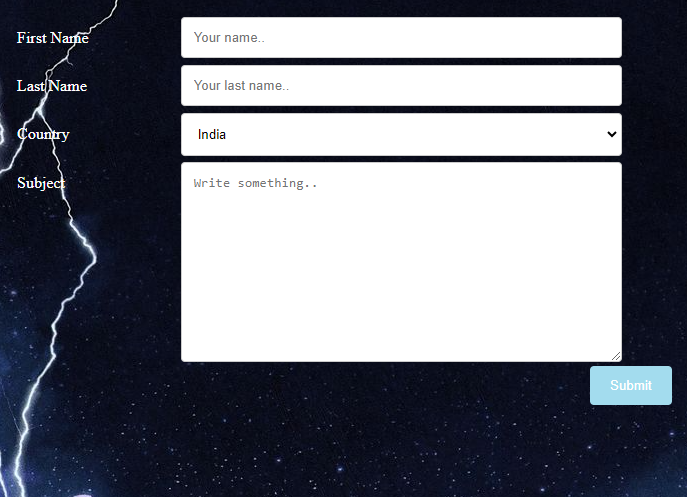 First Name
Your name..
Last Name
Your last name..
Country
India
Subject
Write something..
Submit